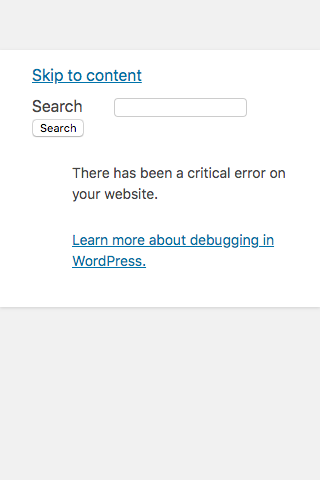 Skip to content
Search
Search
There has been a critical error on
your website.
Learn more about debugging in
WordPress.